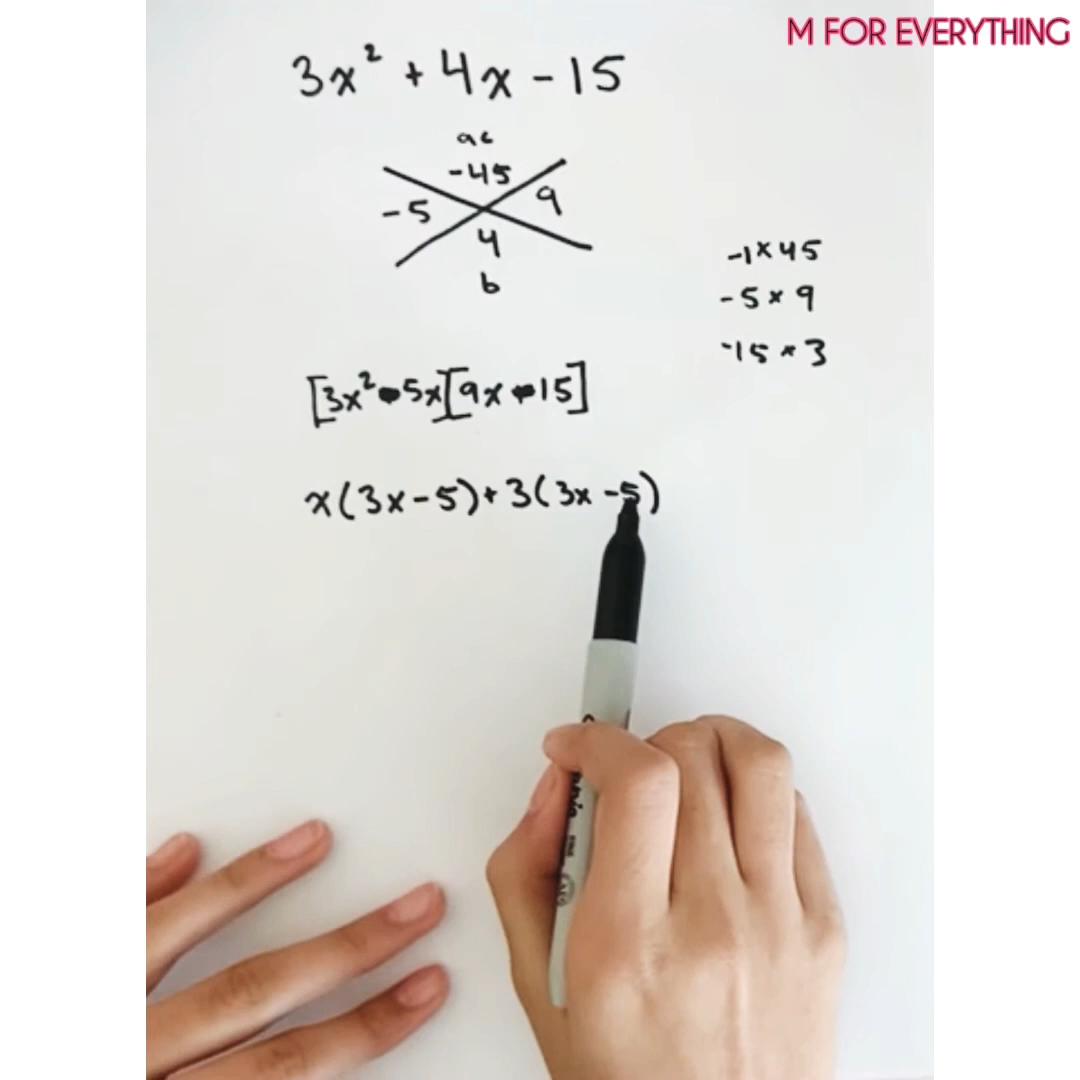 M FOR EVERYTHING
3x² + 4x - 15
ac
-45
-5 9
4
b
-1 × 45
-5 × 9
-15 × 3
[3x² - 5x][9x - 15]
x(3x - 5) + 3(3x - 5)